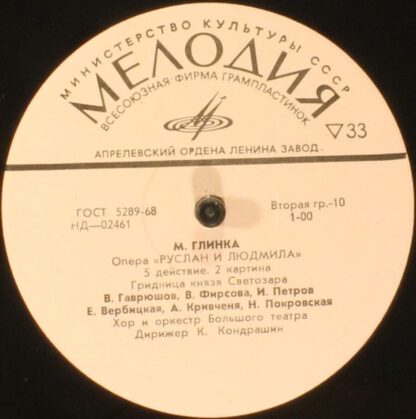 МИНИСТЕРСТВО КУЛЬТУРЫ СССР
МЕЛОДИЯ
ВСЕСОЮЗНАЯ ФИРМА ГРАМПЛАСТИНОК
▽33
АПРЕЛЕВСКИЙ ОРДЕНА ЛЕНИНА ЗАВОД
ГОСТ 5289-68
НД—02461
Вторая гр.-10
1-00
М. ГЛИНКА
Опера «РУСЛАН И ЛЮДМИЛА»
5 действие. 2 картина
Гридница князя Светозара
В. Гаврюшов, В. Фирсова, И. Петров
Е. Вербицкая, А. Кривченя, Н. Покровская
Хор и оркестр Большого театра
Дирижер К. Кондрашин